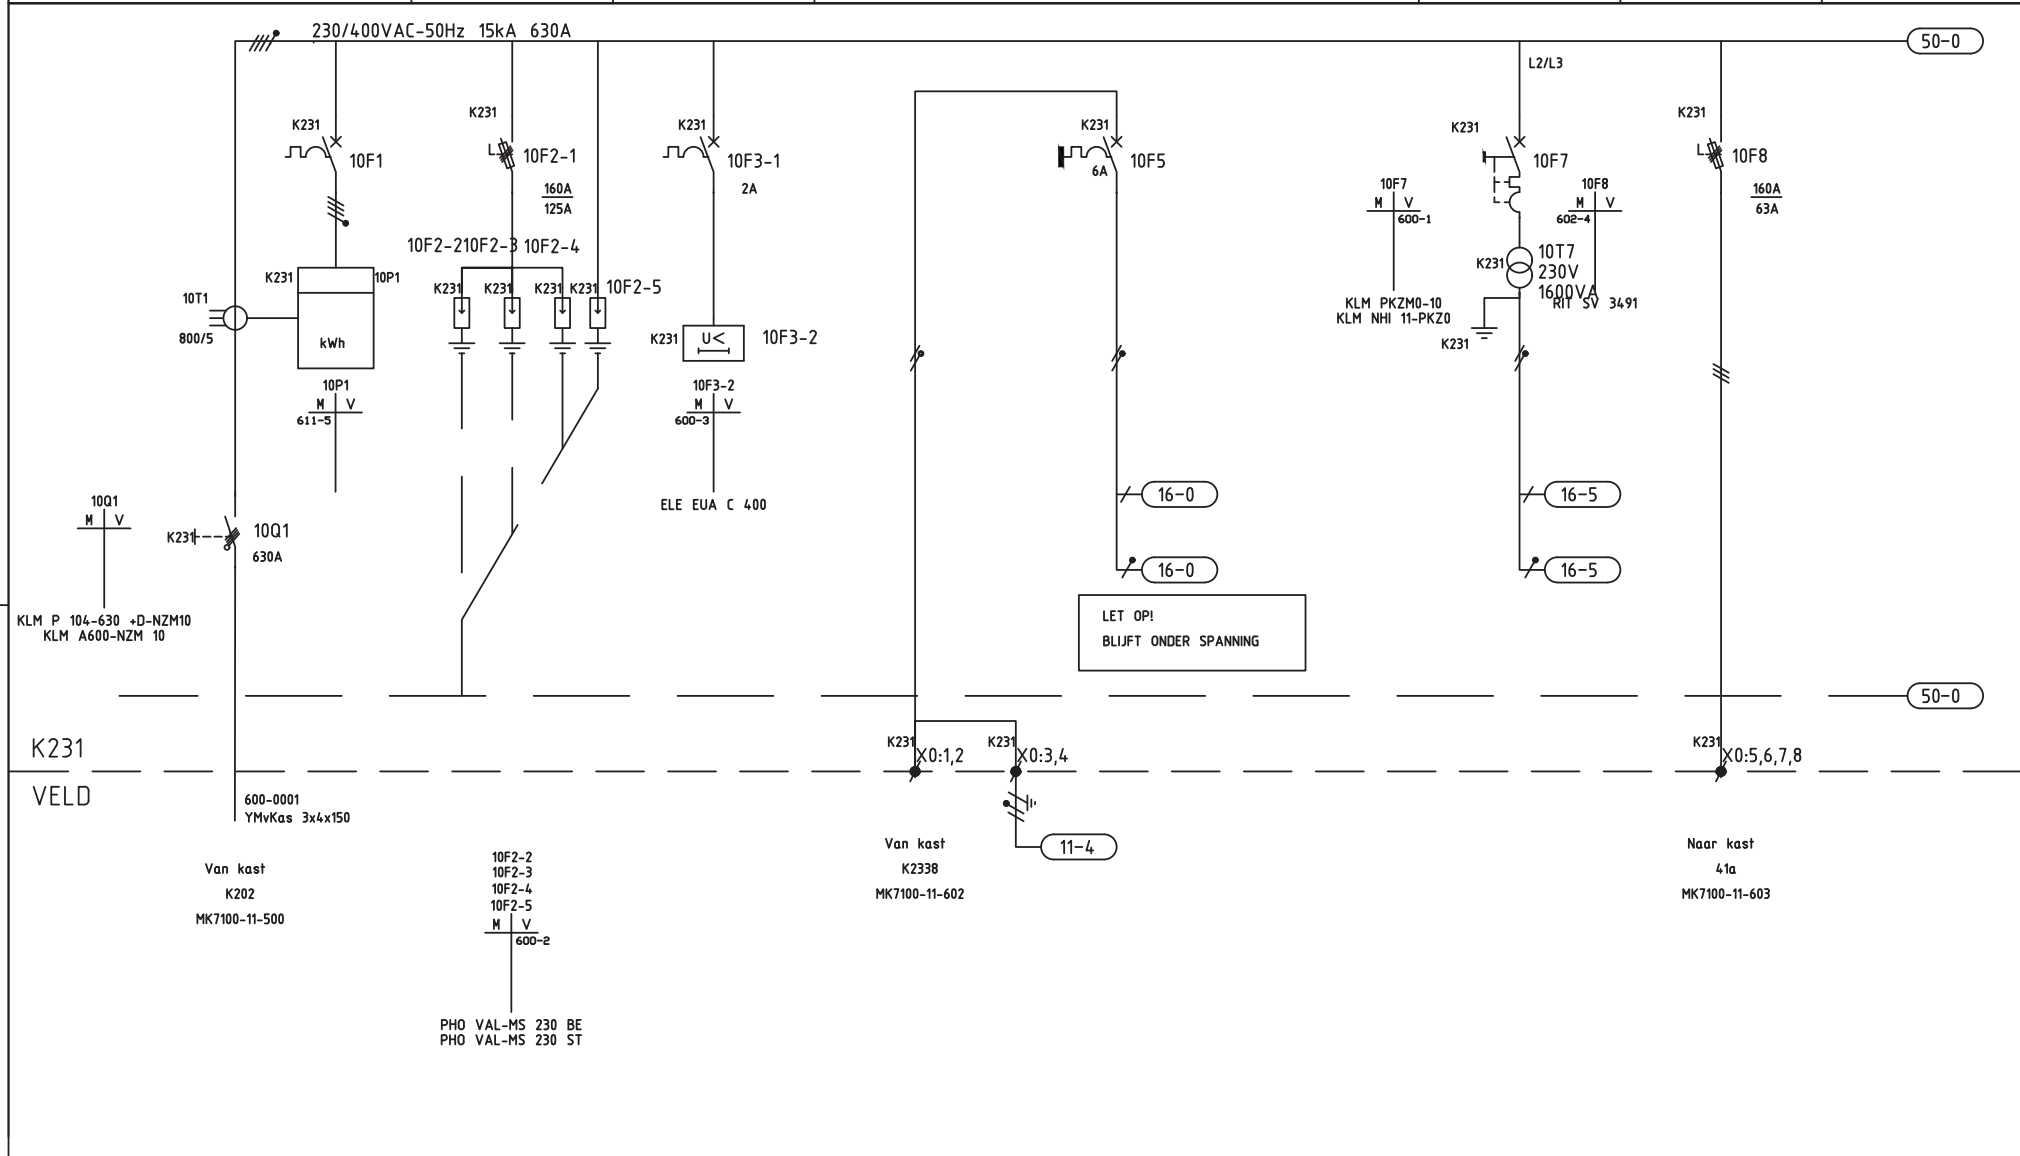 230/400VAC-50Hz 15kA 630A
50-0
L2/L3
K231
10F1
K231
10F2-1
160A
125A
K231
10F3-1
2A
K231
10F5
6A
K231
10F7
10F7
M V
600-1
KLM PKZM0-10
KLM NHI 11-PKZ0
10F8
M V
602-4
RIT SV 3491
K231
10F8
160A
63A
10F2-2
10F2-3
10F2-4
K231
10T7
230V
1600VA
K231
K231
10P1
kWh
10T1
800/5
K231
K231
K231
K231
10F2-5
K231
U<
10F3-2
10P1
M V
611-5
10F3-2
M V
600-3
ELE EUA C 400
16-0
16-5
16-0
16-5
10Q1
M V
K231
10Q1
630A
KLM P 104-630 +D-NZM10
KLM A600-NZM 10
LET OP!
BLIJFT ONDER SPANNING
50-0
K231
K231
X0:1,2
K231
X0:3,4
K231
X0:5,6,7,8
VELD
600-0001
YMvKas 3x4x150
11-4
Van kast
K202
MK7100-11-500
10F2-2
10F2-3
10F2-4
10F2-5
M V
600-2
PHO VAL-MS 230 BE
PHO VAL-MS 230 ST
Van kast
K2338
MK7100-11-602
Naar kast
41a
MK7100-11-603